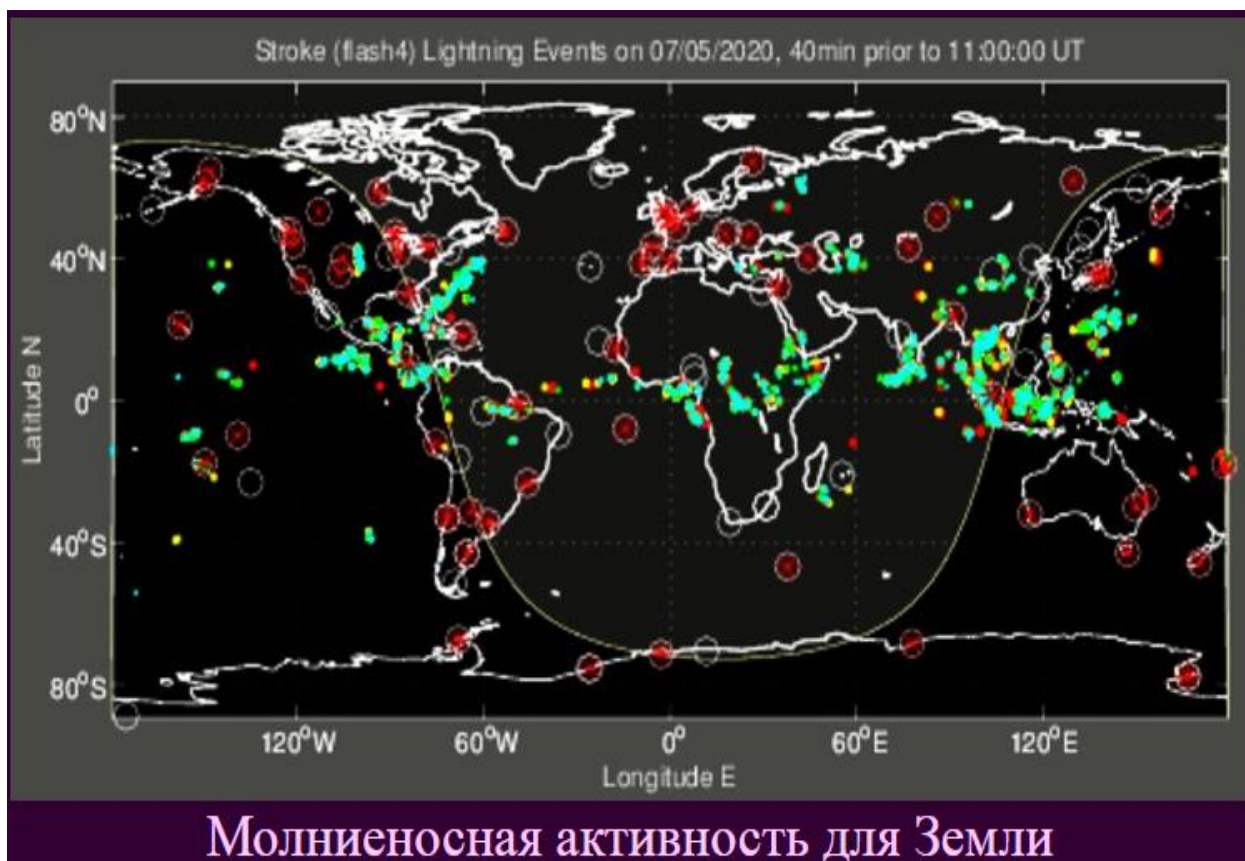 Stroke (flash4) Lightning Events on 07/05/2020, 40min prior to 11:00:00 UT
80°N
40°N
0°
40°S
80°S
Latitude N
120°W 60°W 0° 60°E 120°E
Longitude E
Молниеносная активность для Земли